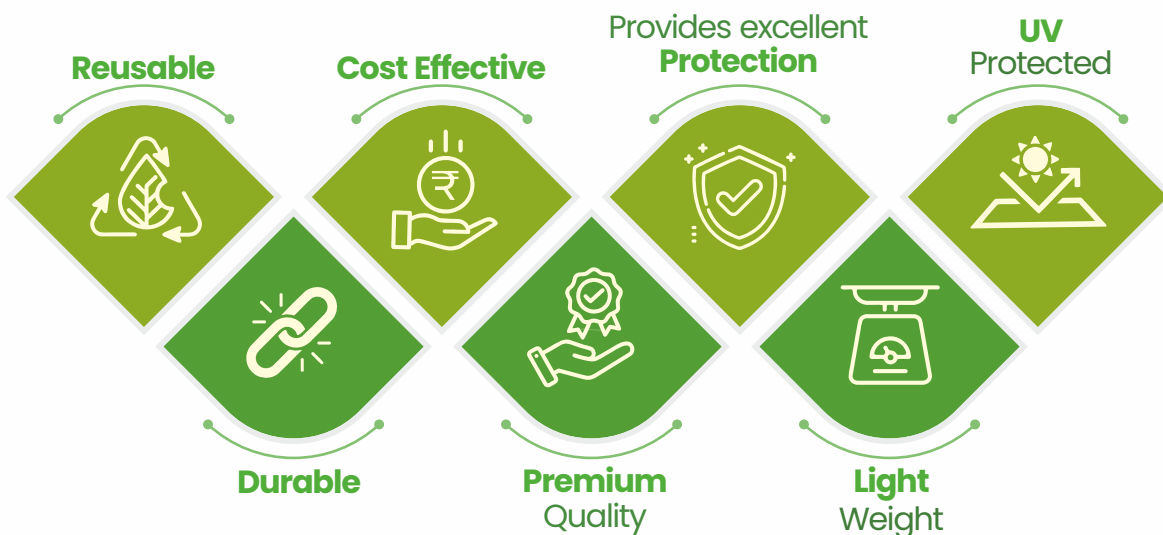 Reusable
Cost Effective
Provides excellent
Protection
UV
Protected
₹
Durable
Premium
Quality
Light
Weight